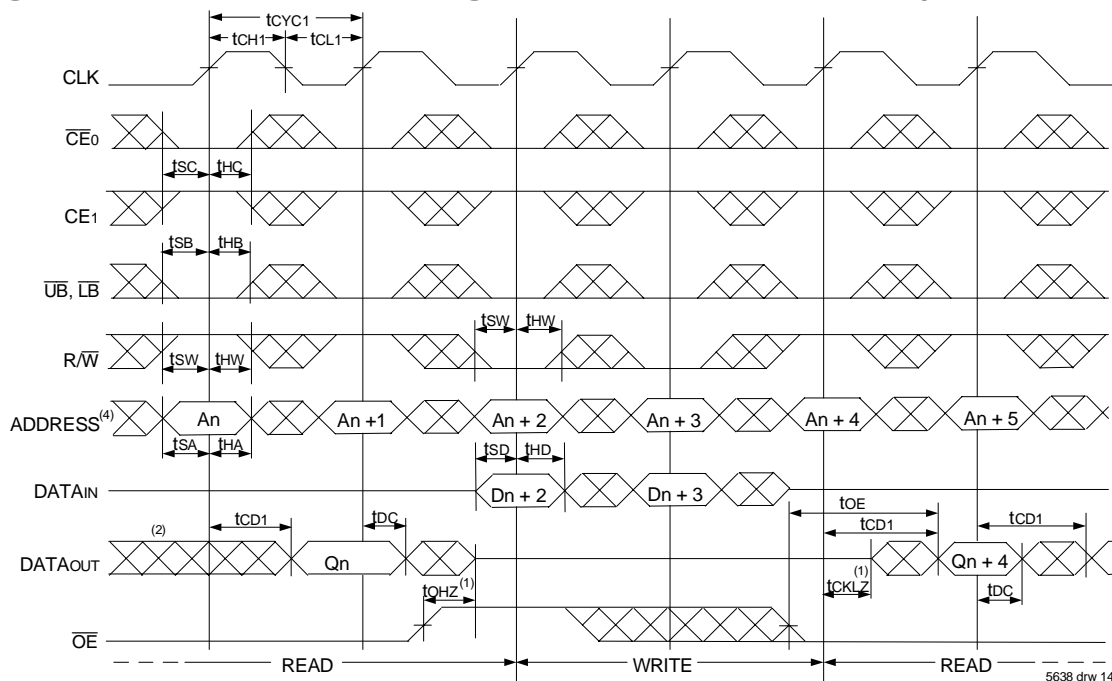 tCYC1
tCH1 tCL1
CLK
CE0
tSC tHC
CE1
tSB tHB
UB, LB
tSW tHW
R/W
tSW tHW
ADDRESS(4) An An +1 An + 2 An + 3 An + 4 An + 5
tSA tHA
tSD tHD
DATAIN Dn + 2 Dn + 3
tOE
(2) tCD1 tDC tCD1 tCD1
DATAOUT Qn Qn + 4
tOHZ(1) tCKLZ(1) tDC
OE
READ WRITE READ
5638 drw 14